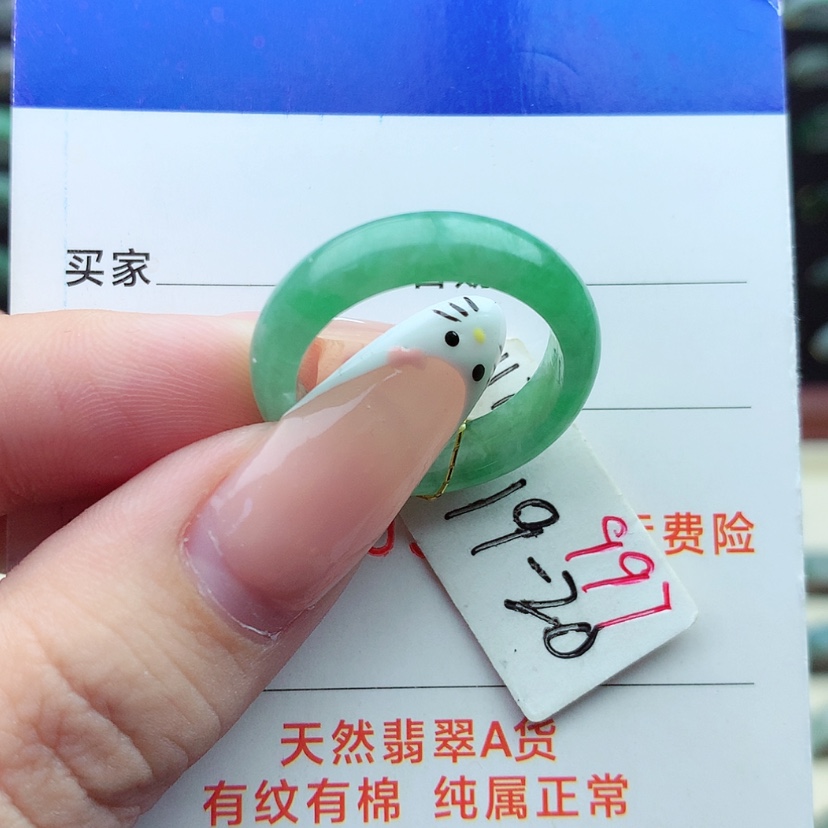 买家
费险
19-20
997
天然翡翠A货
有纹有棉 纯属正常